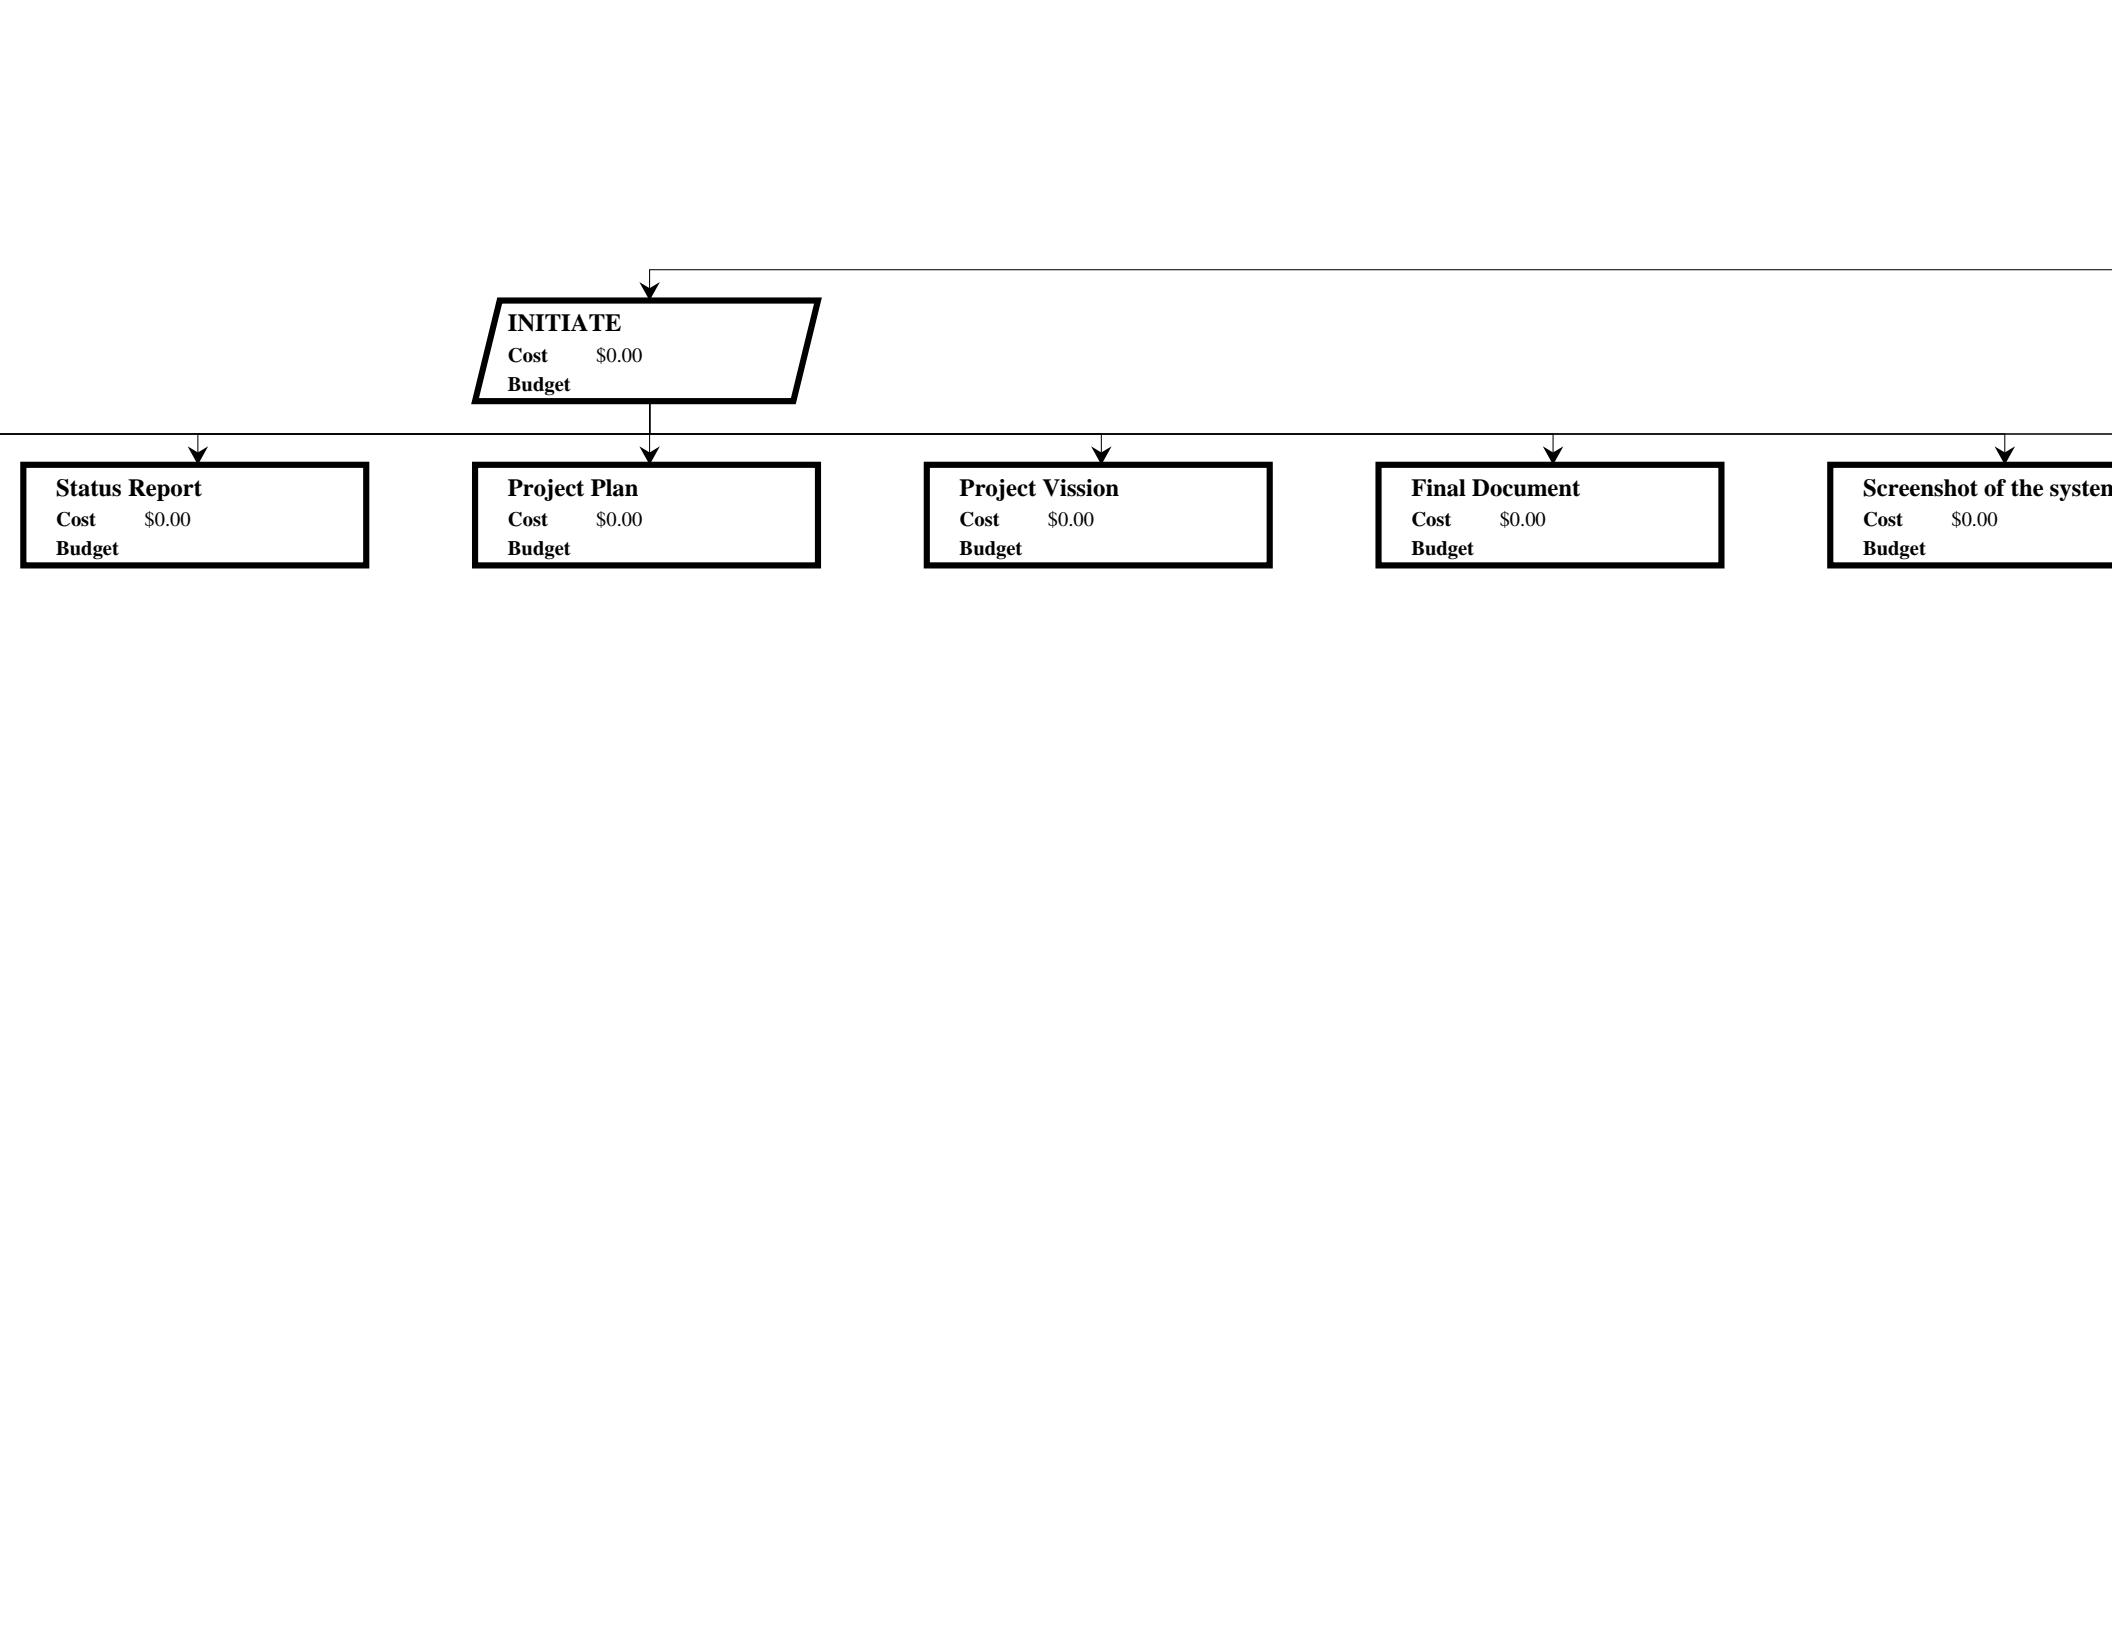 INITIATE
Cost $0.00
Budget
Status Report
Cost $0.00
Budget
Project Plan
Cost $0.00
Budget
Project Vission
Cost $0.00
Budget
Final Document
Cost $0.00
Budget
Screenshot of the system
Cost $0.00
Budget